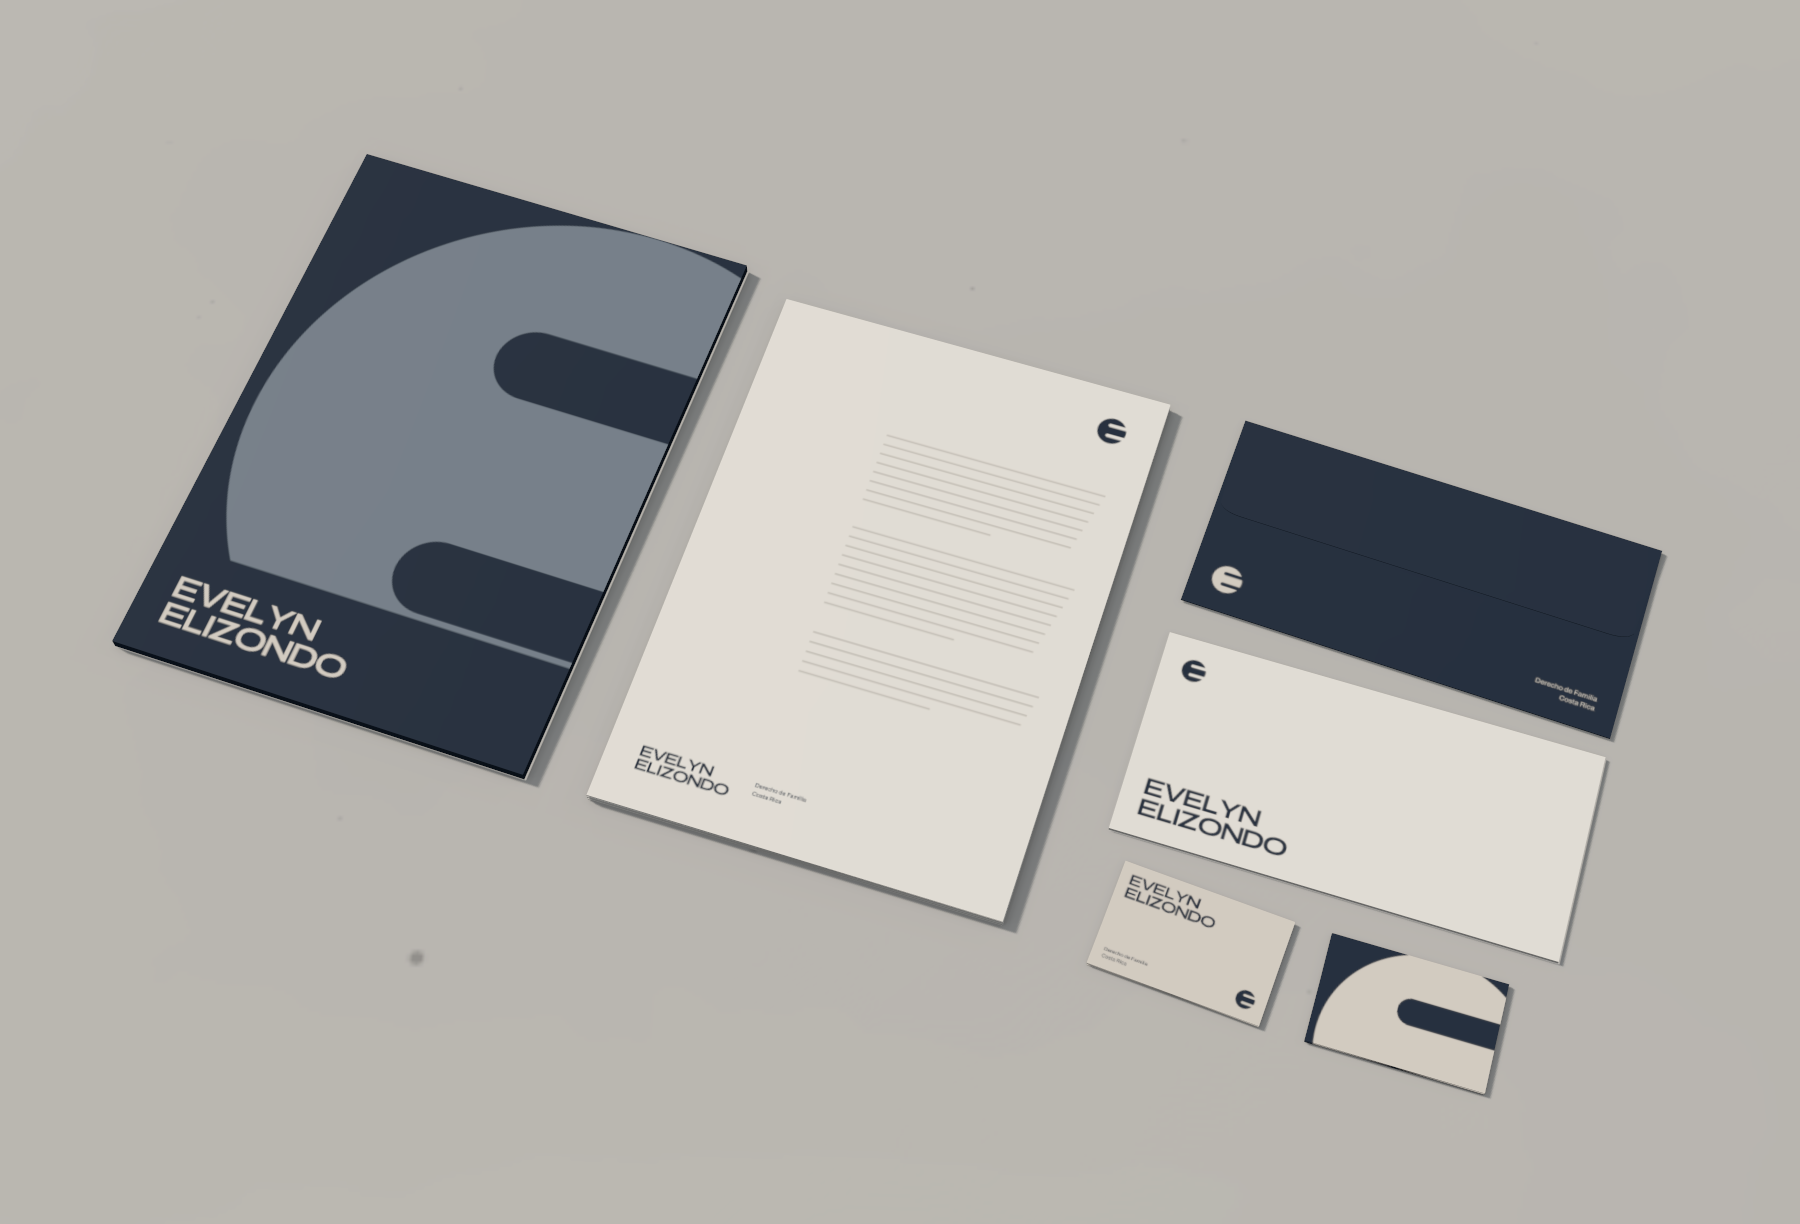 EVELYN
ELIZONDO
EVELYN
ELIZONDO
Derecho de Familia
Costa Rica
Derecho de Familia
Costa Rica
EVELYN
ELIZONDO
EVELYN
ELIZONDO
Derecho de Familia
Costa Rica